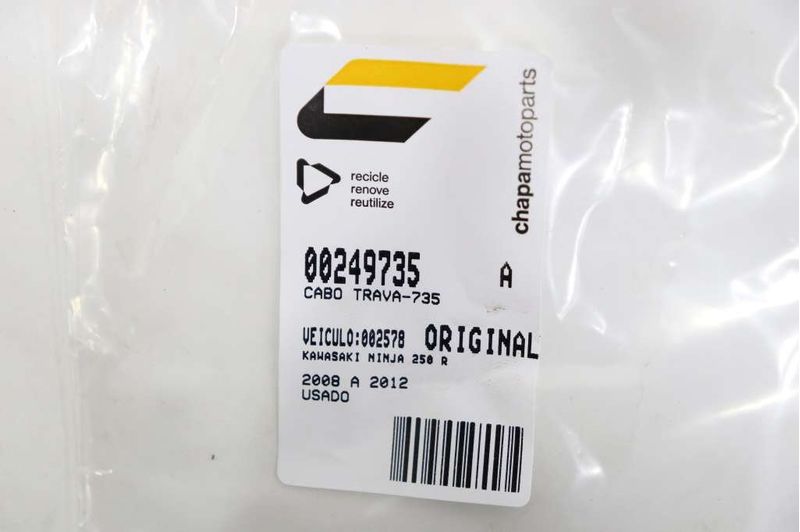 chapamotoparts
recicle
renove
reutilize
00249735 A
CABO TRAVA-735
VEICULO:002578 ORIGINAL
KAWASAKI NINJA 250 R
2008 A 2012
USADO